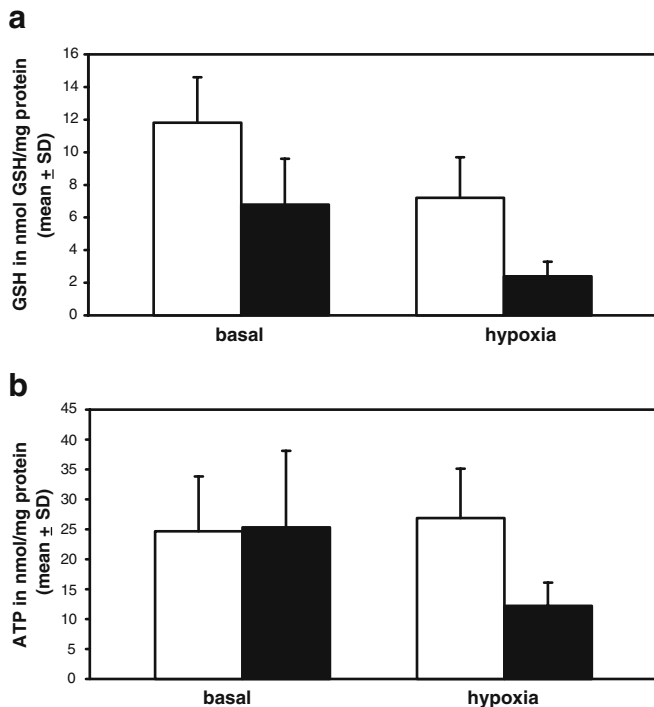 a
16
14
12
10
8
6
4
2
0
GSH in nmol GSH/mg protein
(mean ± SD)
basal hypoxia
b
45
40
35
30
25
20
15
10
5
0
ATP in nmol/mg protein
(mean ± SD)
basal hypoxia